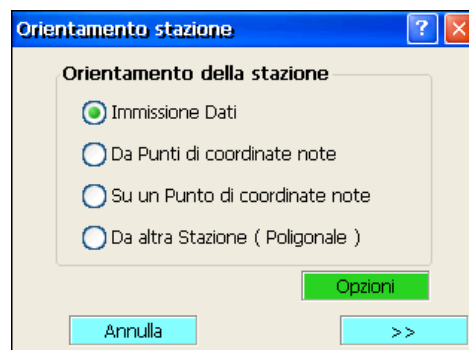 Orientamento stazione ? X
Orientamento della stazione
Immissione Dati
Da Punti di coordinate note
Su un Punto di coordinate note
Da altra Stazione ( Poligonale )
Opzioni
Annulla >>